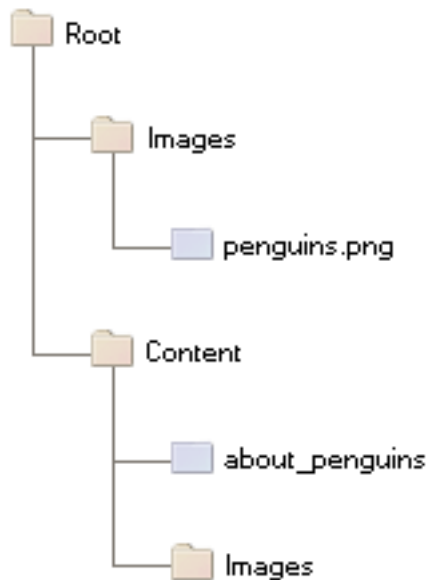 Root
Images
penguins.png
Content
about_penguins
Images